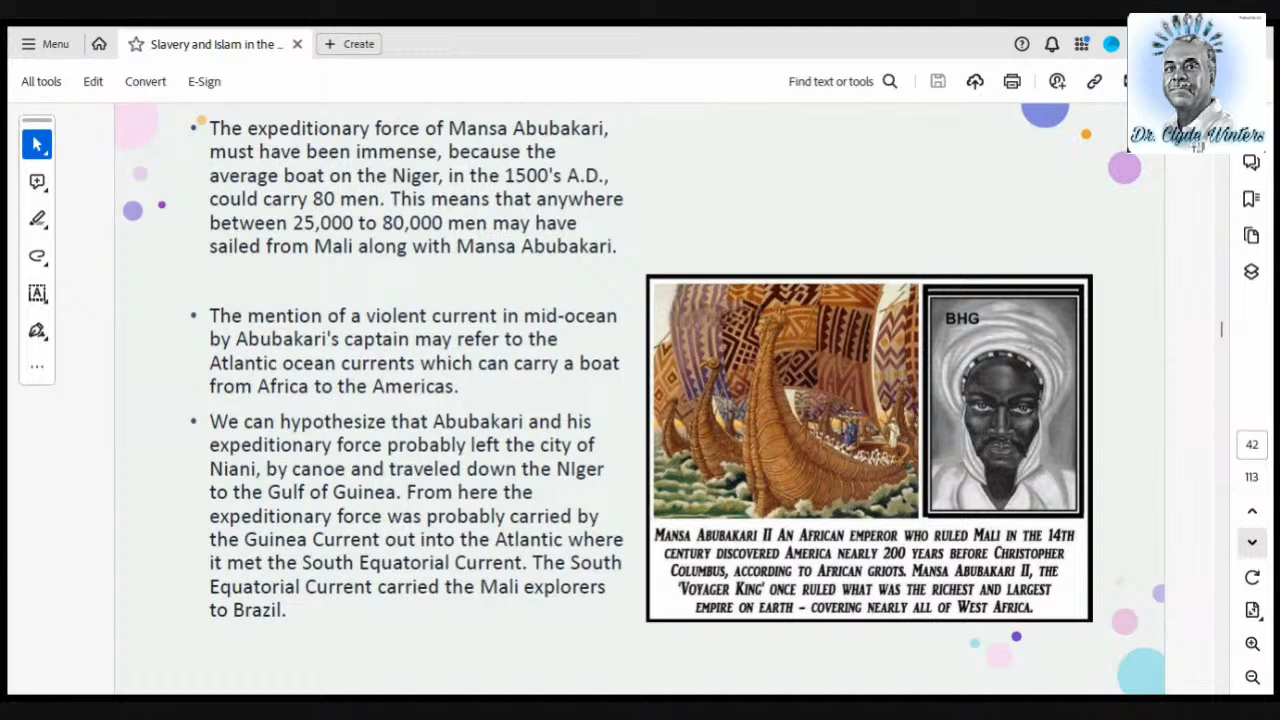 Menu
Slavery and Islam in the ...
Create
All tools
Edit
Convert
E-Sign
Find text or tools
Dr. Clyde Winters
• The expeditionary force of Mansa Abubakari,
must have been immense, because the
average boat on the Niger, in the 1500's A.D.,
could carry 80 men. This means that anywhere
between 25,000 to 80,000 men may have
sailed from Mali along with Mansa Abubakari.
• The mention of a violent current in mid-ocean
by Abubakari's captain may refer to the
Atlantic ocean currents which can carry a boat
from Africa to the Americas.
• We can hypothesize that Abubakari and his
expeditionary force probably left the city of
Niani, by canoe and traveled down the NIger
to the Gulf of Guinea. From here the
expeditionary force was probably carried by
the Guinea Current out into the Atlantic where
it met the South Equatorial Current. The South
Equatorial Current carried the Mali explorers
to Brazil.
BHG
MANSA ABUBAKARI II AN AFRICAN EMPEROR WHO RULED MALI IN THE 14TH
CENTURY DISCOVERED AMERICA NEARLY 200 YEARS BEFORE CHRISTOPHER
COLUMBUS, ACCORDING TO AFRICAN GRIOTS. MANSA ABUBAKARI II, THE
'VOYAGER KING' ONCE RULED WHAT WAS THE RICHEST AND LARGEST
EMPIRE ON EARTH – COVERING NEARLY ALL OF WEST AFRICA.
42
113